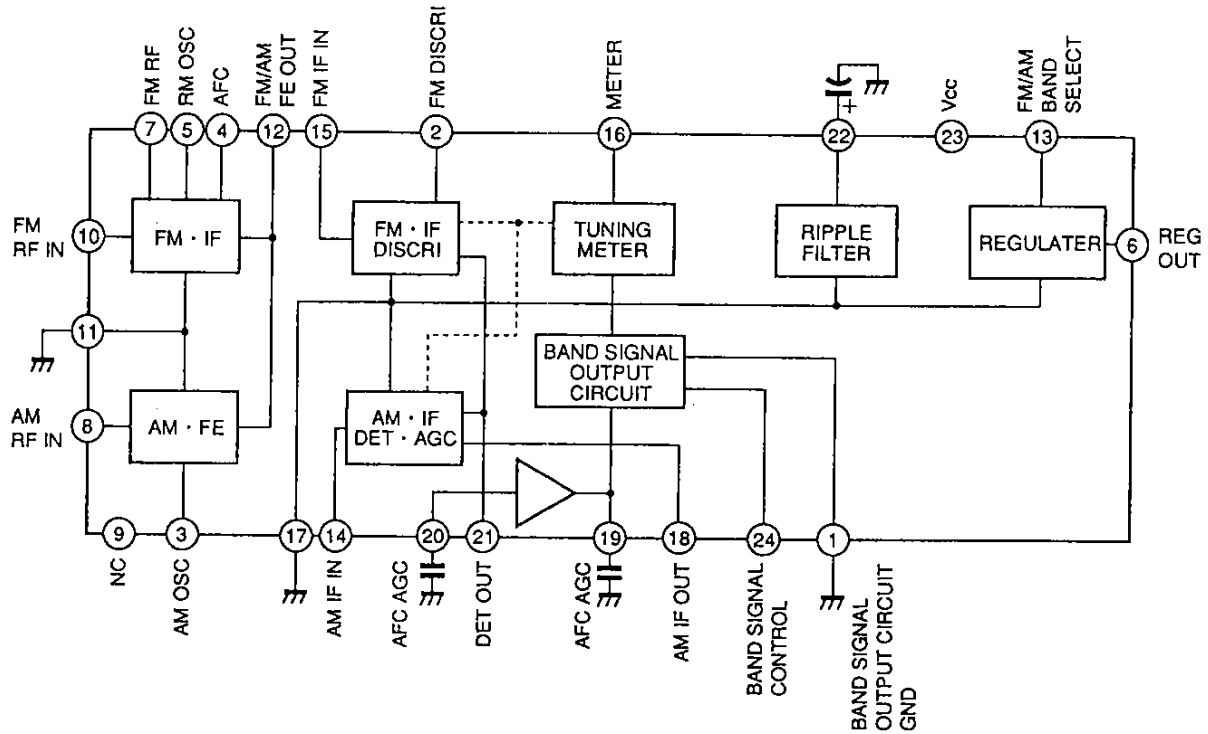 FM RF
RM OSC
AFC
FM/AM
FE OUT
FM IF IN
FM DISCRI
METER
+
Vcc
FM/AM
BAND
SELECT
7
5
4
12
15
2
16
22
23
13
FM
RF IN
10
FM · IF
FM · IF
DISCRI
TUNING
METER
RIPPLE
FILTER
REGULATER
6
REG
OUT
11
BAND SIGNAL
OUTPUT
CIRCUIT
AM
RF IN
8
AM · FE
AM · IF
DET · AGC
9
3
17
14
20
21
19
18
24
1
NC
AM OSC
AM IF IN
AFC AGC
DET OUT
AFC AGC
AM IF OUT
BAND SIGNAL
CONTROL
BAND SIGNAL
OUTPUT CIRCUIT
GND